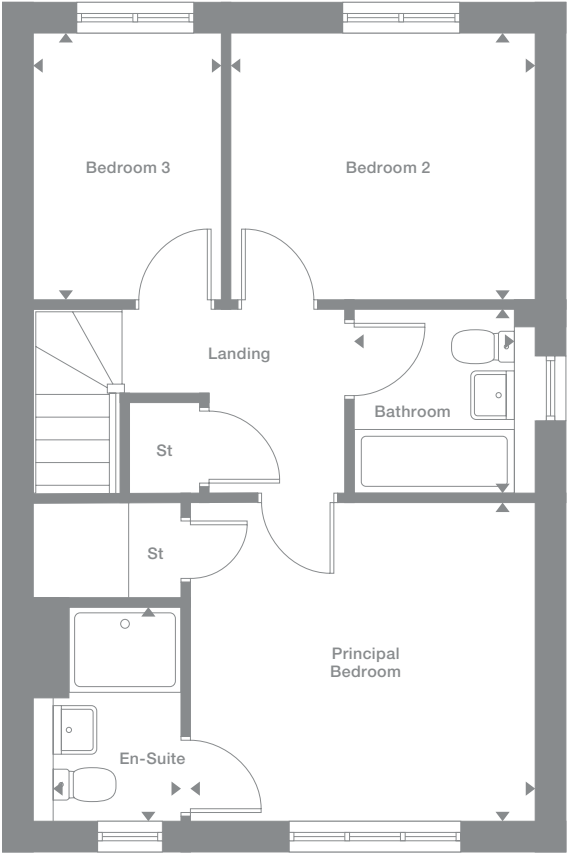 Bedroom 3
Bedroom 2
Landing
Bathroom
St
St
Principal
Bedroom
En-Suite